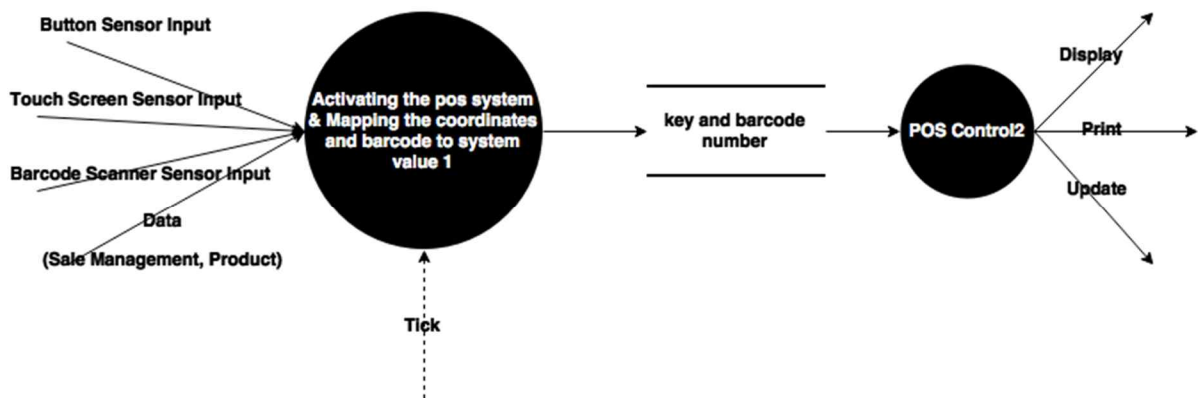 Button Sensor Input
Touch Screen Sensor Input
Barcode Scanner Sensor Input
Data
(Sale Management, Product)
Activating the pos system
& Mapping the coordinates
and barcode to system
value 1
Tick
key and barcode
number
POS Control2
Display
Print
Update